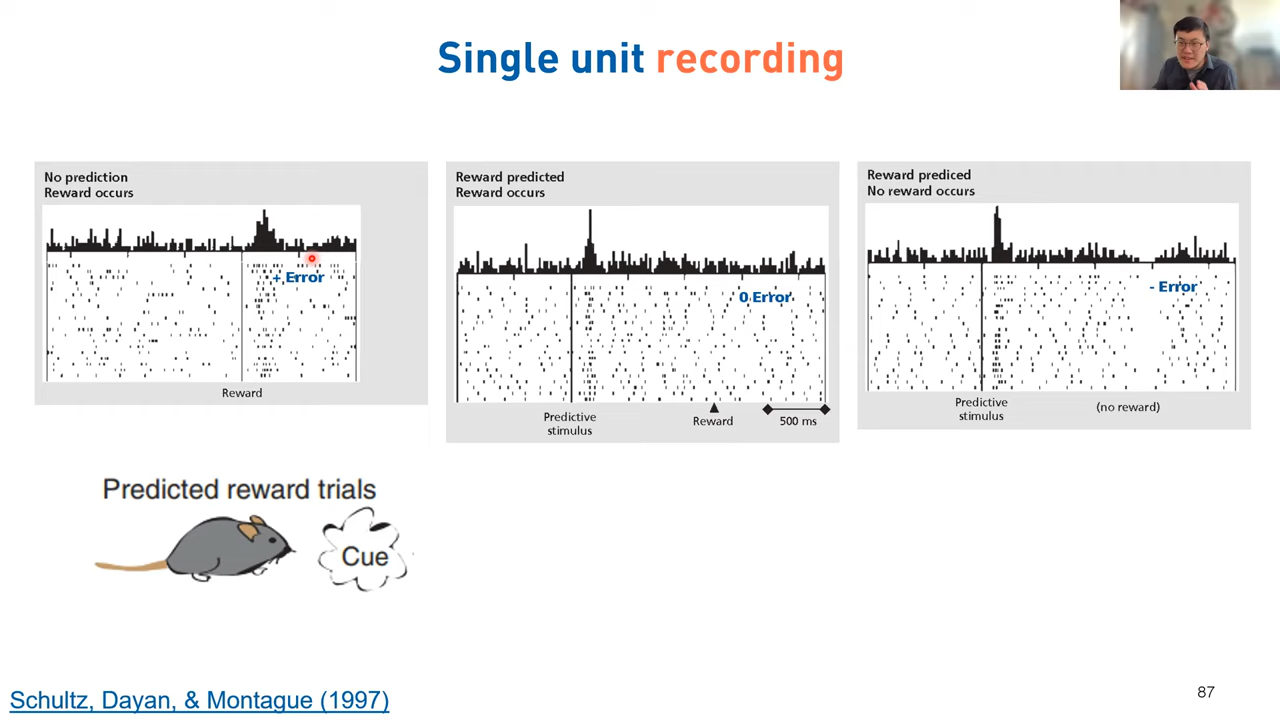 Single unit recording
No prediction
Reward occurs
+ Error
Reward
Reward predicted
Reward occurs
0 Error
Predictive
stimulus
Reward
500 ms
Reward prediced
No reward occurs
- Error
Predictive
stimulus
(no reward)
Predicted reward trials
Cue
Schultz, Dayan, & Montague (1997)
87